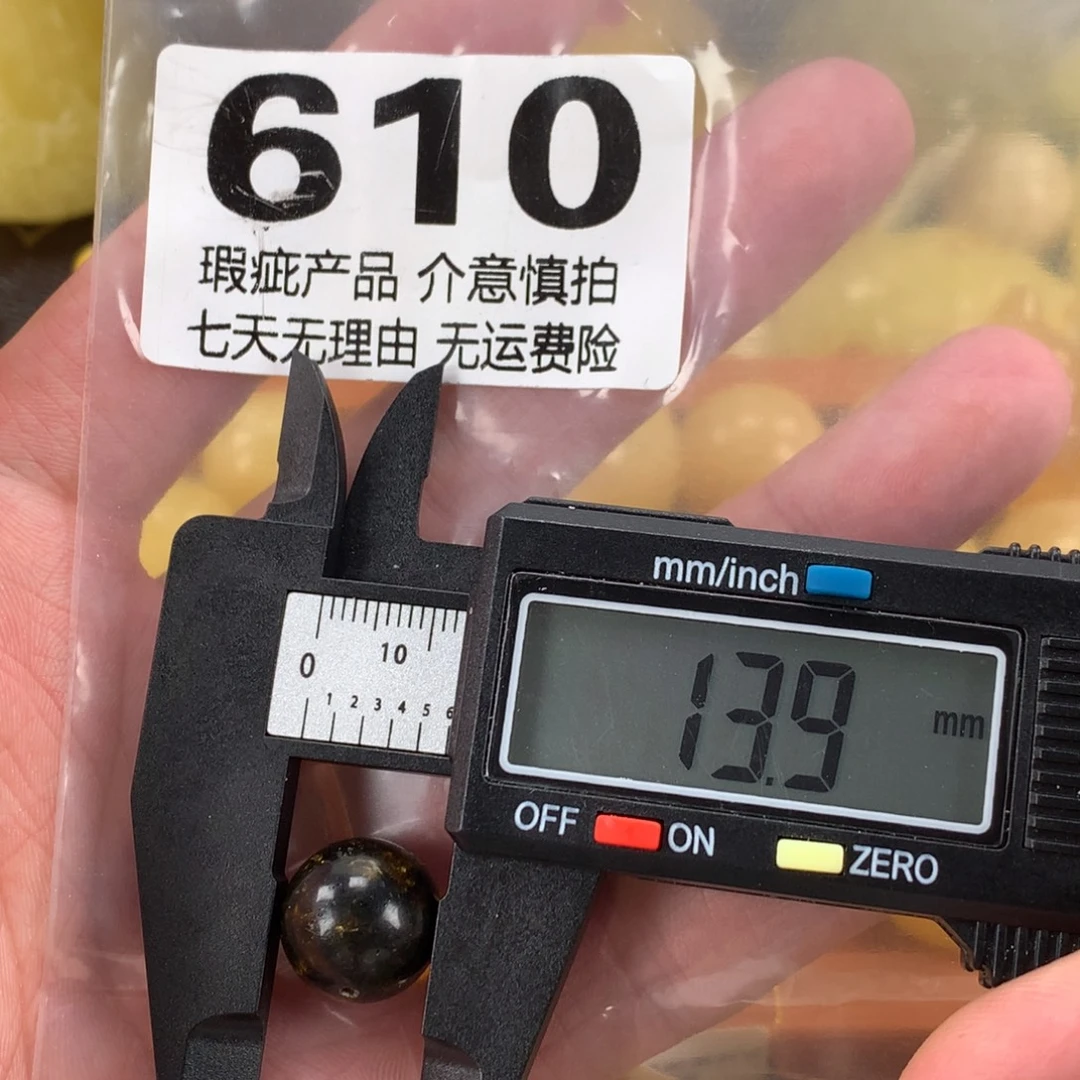 610
瑕疵产品 介意慎拍
七天无理由 无运费险
mm/inch
0 10
1 2 3 4 5 6
13.9 mm
OFF ON ZERO